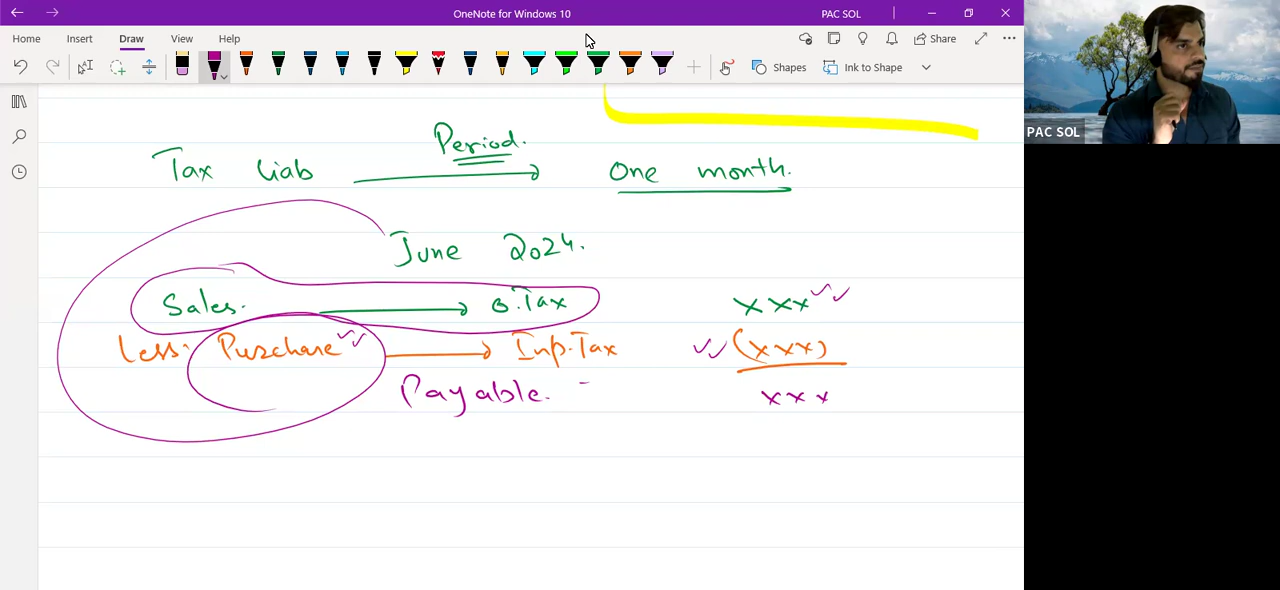 OneNote for Windows 10
PAC SOL
Home Insert Draw View Help
Share
Shapes
Ink to Shape
PAC SOL
Period.
Tax Liab → One month.
June 2024.
Sales. → O.Tax xxx
Less: Purchase → Inp.Tax (xxx)
Payable. xxx